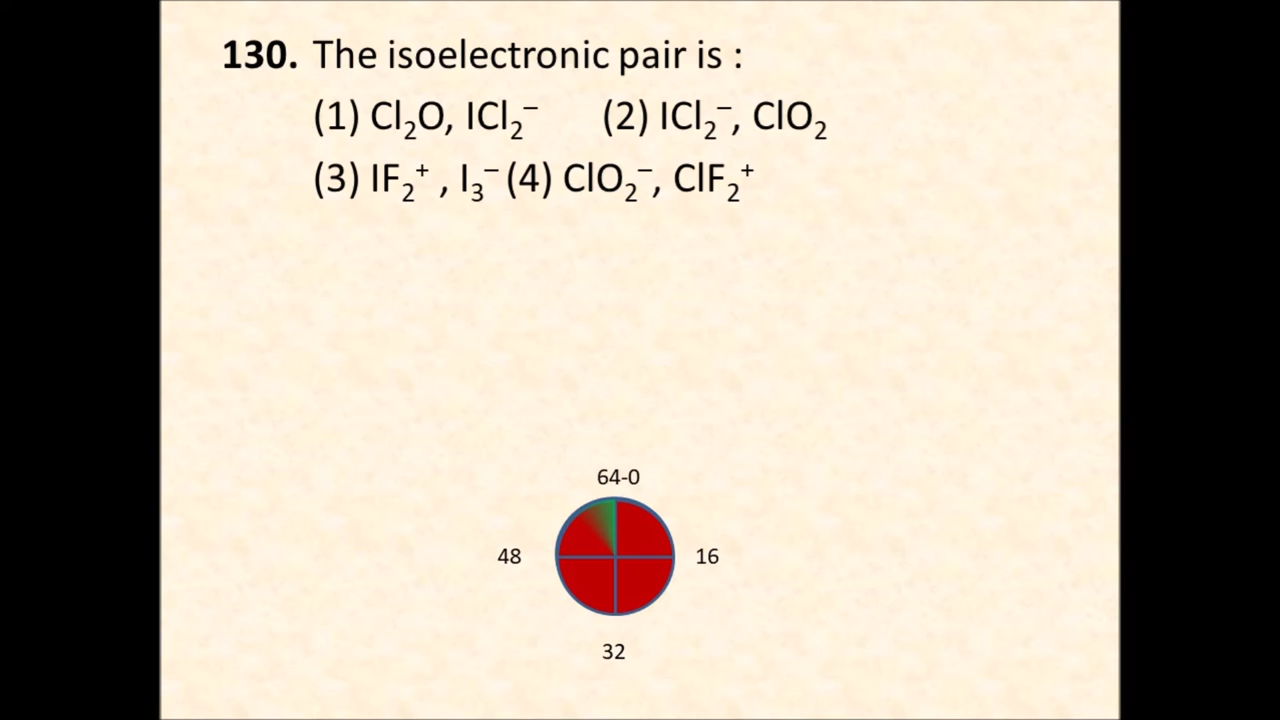 130. The isoelectronic pair is :
(1) Cl₂O, ICl₂⁻ (2) ICl₂⁻, ClO₂
(3) IF₂⁺ , I₃⁻ (4) ClO₂⁻, ClF₂⁺
64-0
48 16
32